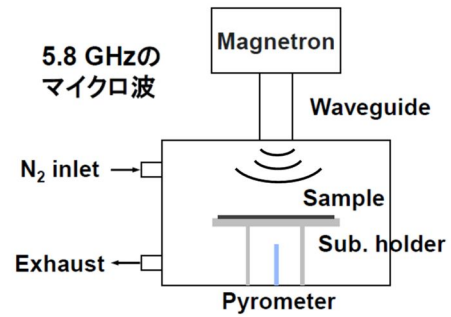 Magnetron
5.8 GHzの
マイクロ波
Waveguide
N₂ inlet
Sample
Sub. holder
Exhaust
Pyrometer